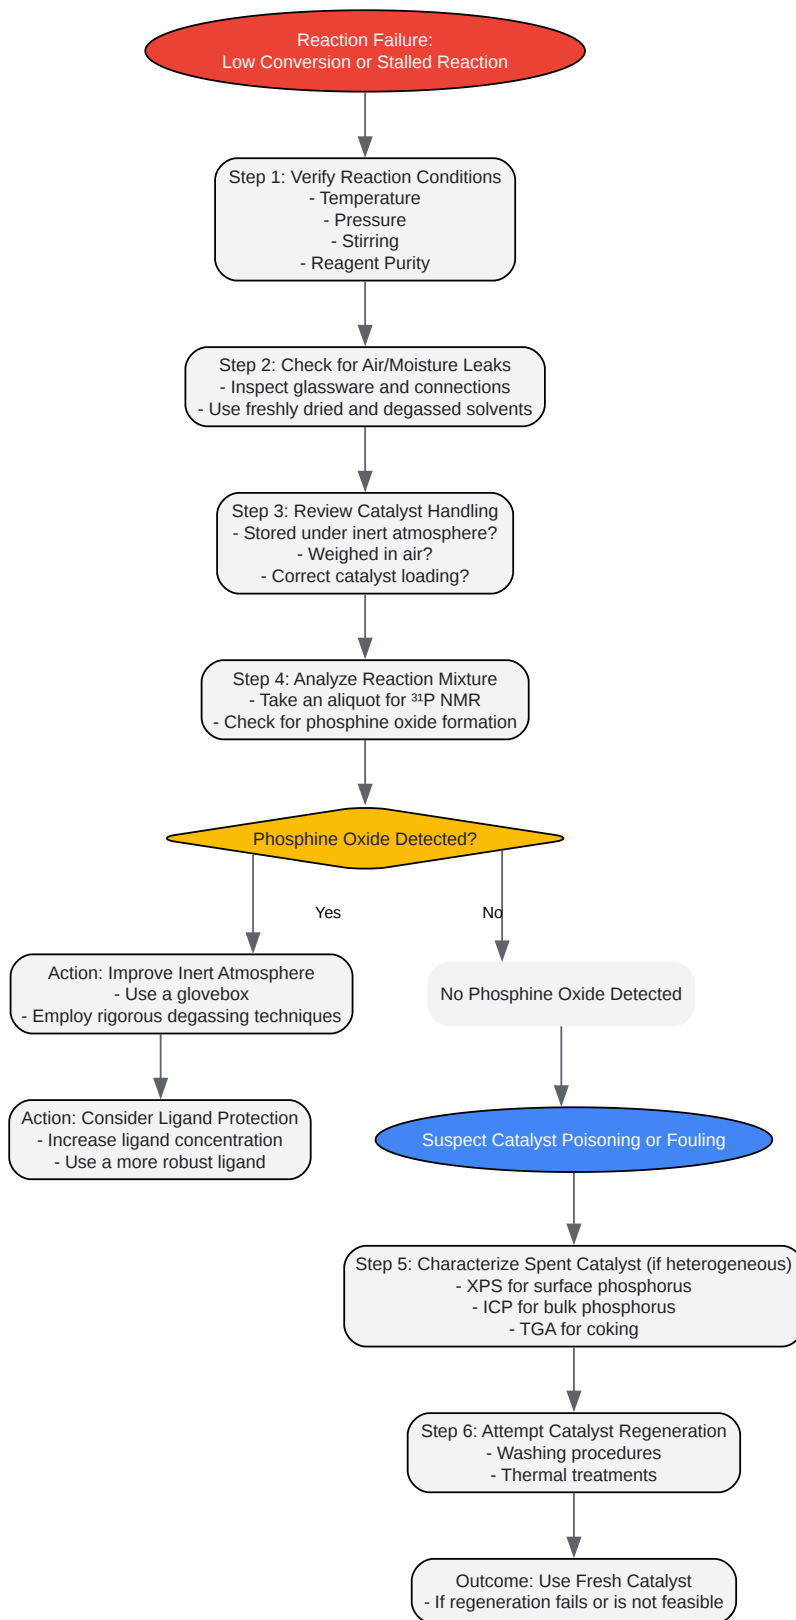 Reaction Failure:
Low Conversion or Stalled Reaction
Step 1: Verify Reaction Conditions
- Temperature
- Pressure
- Stirring
- Reagent Purity
Step 2: Check for Air/Moisture Leaks
- Inspect glassware and connections
- Use freshly dried and degassed solvents
Step 3: Review Catalyst Handling
- Stored under inert atmosphere?
- Weighed in air?
- Correct catalyst loading?
Step 4: Analyze Reaction Mixture
- Take an aliquot for ³¹P NMR
- Check for phosphine oxide formation
Phosphine Oxide Detected?
Yes
No
Action: Improve Inert Atmosphere
- Use a glovebox
- Employ rigorous degassing techniques
No Phosphine Oxide Detected
Action: Consider Ligand Protection
- Increase ligand concentration
- Use a more robust ligand
Suspect Catalyst Poisoning or Fouling
Step 5: Characterize Spent Catalyst (if heterogeneous)
- XPS for surface phosphorus
- ICP for bulk phosphorus
- TGA for coking
Step 6: Attempt Catalyst Regeneration
- Washing procedures
- Thermal treatments
Outcome: Use Fresh Catalyst
- If regeneration fails or is not feasible